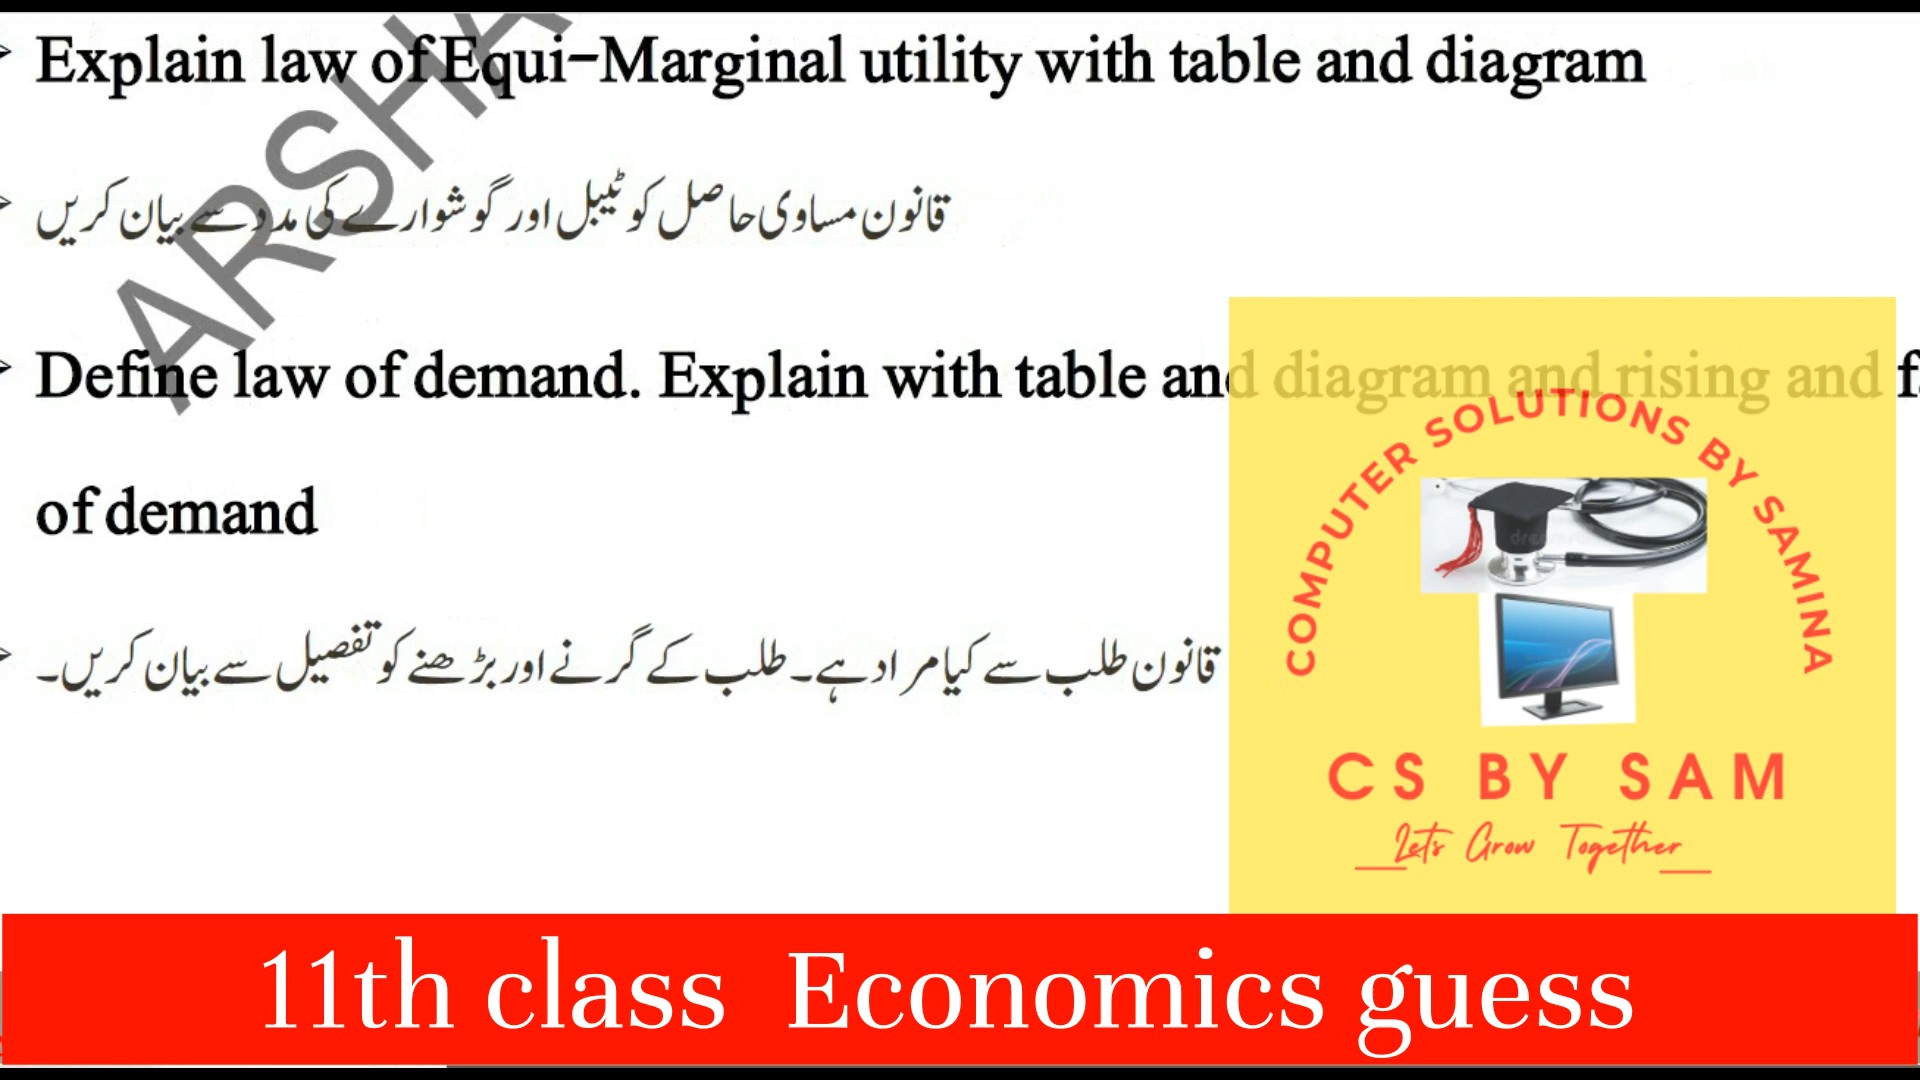 Explain law of Equi-Marginal utility with table and diagram
قانون مساوی حاصل کو ٹیبل اور گوشوارے کی مدد سے بیان کریں
Define law of demand. Explain with table and diagram and rising and f
of demand
قانون طلب سے کیا مراد ہے۔ طلب کے گرنے اور بڑھنے کو تفصیل سے بیان کریں۔
ARSHA
COMPUTER SOLUTIONS BY SAMINA
CS BY SAM
Let's Grow Together
11th class Economics guess